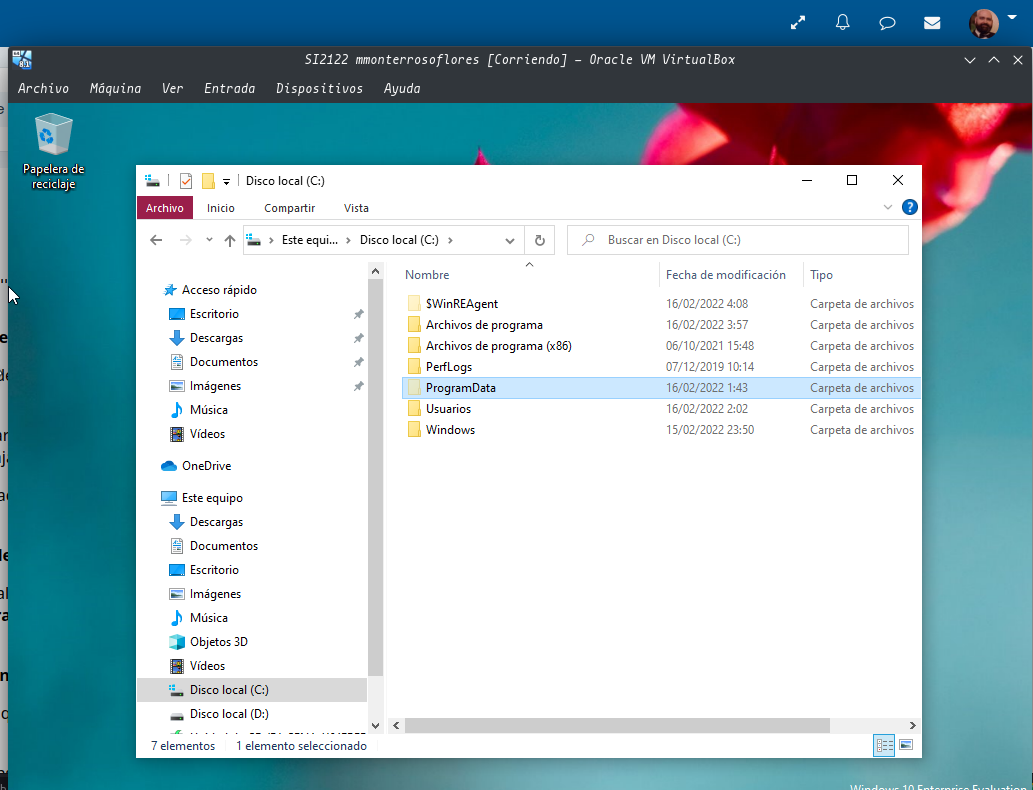 SI2122 mmonterrosoflores [Corriendo] – Oracle VM VirtualBox
Archivo Máquina Ver Entrada Dispositivos Ayuda
Papelera de
reciclaje
Disco local (C:)
Archivo Inicio Compartir Vista
Este equi... Disco local (C:)
Buscar en Disco local (C:)
Nombre Fecha de modificación Tipo
$WinREAgent 16/02/2022 4:08 Carpeta de archivos
Archivos de programa 16/02/2022 3:57 Carpeta de archivos
Archivos de programa (x86) 06/10/2021 15:48 Carpeta de archivos
PerfLogs 07/12/2019 10:14 Carpeta de archivos
ProgramData 16/02/2022 1:43 Carpeta de archivos
Usuarios 16/02/2022 2:02 Carpeta de archivos
Windows 15/02/2022 23:50 Carpeta de archivos
Acceso rápido
Escritorio
Descargas
Documentos
Imágenes
Música
Vídeos
OneDrive
Este equipo
Descargas
Documentos
Escritorio
Imágenes
Música
Objetos 3D
Vídeos
Disco local (C:)
Disco local (D:)
7 elementos 1 elemento seleccionado
Windows 10 Enterprise Evaluation